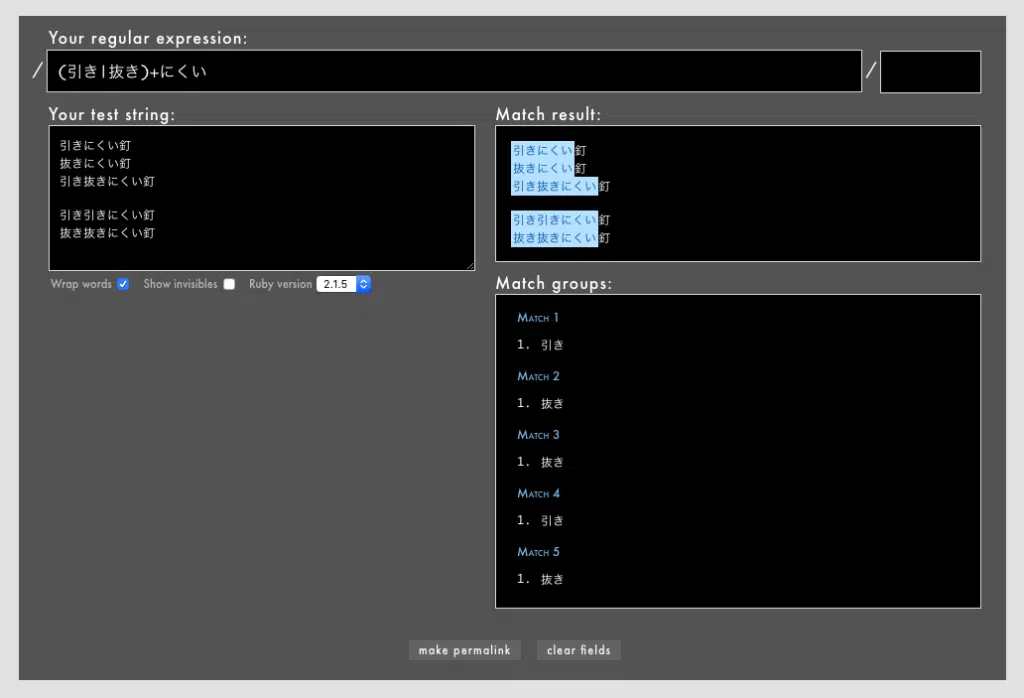 Your regular expression:
/ (引き|抜き)+にくい /
Your test string:
引きにくい釘
抜きにくい釘
引き抜きにくい釘
引き引きにくい釘
抜き抜きにくい釘
Wrap words Show invisibles Ruby version 2.1.5
Match result:
引きにくい釘
抜きにくい釘
引き抜きにくい釘
引き引きにくい釘
抜き抜きにくい釘
Match groups:
Match 1
1. 引き
Match 2
1. 抜き
Match 3
1. 抜き
Match 4
1. 引き
Match 5
1. 抜き
make permalink clear fields